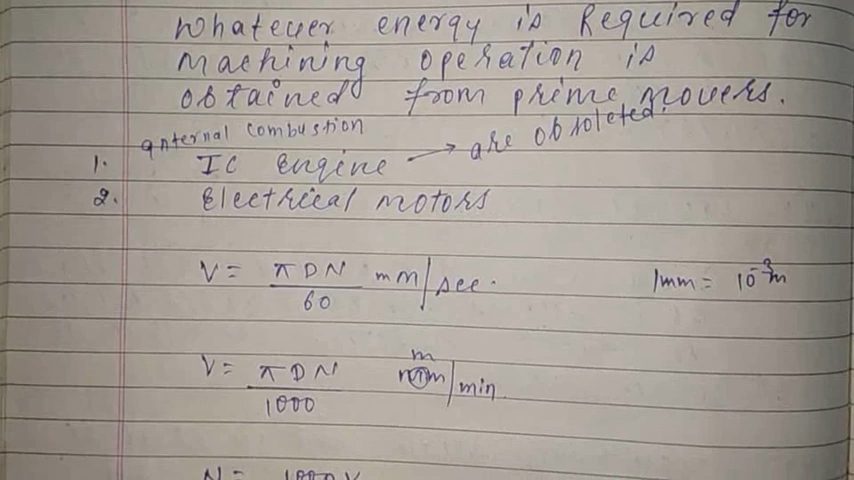 Whatever energy is Required for
machining operation is
obtained from prime movers.
internal combustion
1. IC engine → are obsoleted.
2. Electrical motors
V = πDN/60 mm/sec. 1mm = 10⁻³m
V = πDN/1000 m/min
N = 1000V